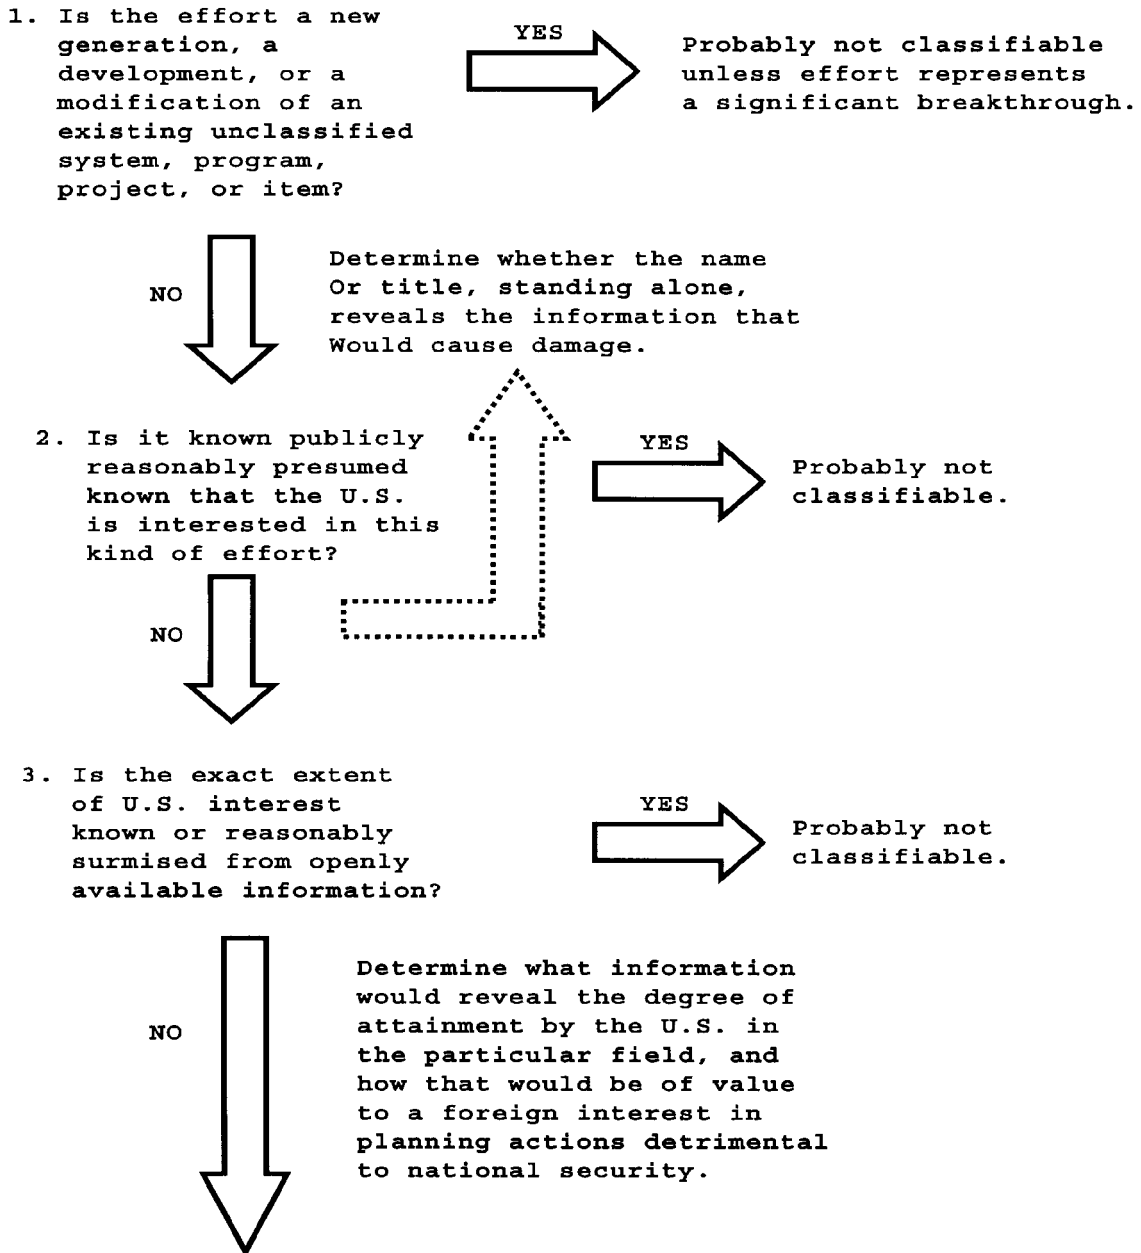 1. Is the effort a new
generation, a
development, or a
modification of an
existing unclassified
system, program,
project, or item?
YES
Probably not classifiable
unless effort represents
a significant breakthrough.
NO
Determine whether the name
Or title, standing alone,
reveals the information that
Would cause damage.
2. Is it known publicly
reasonably presumed
known that the U.S.
is interested in this
kind of effort?
YES
Probably not
classifiable.
NO
3. Is the exact extent
of U.S. interest
known or reasonably
surmised from openly
available information?
YES
Probably not
classifiable.
NO
Determine what information
would reveal the degree of
attainment by the U.S. in
the particular field, and
how that would be of value
to a foreign interest in
planning actions detrimental
to national security.